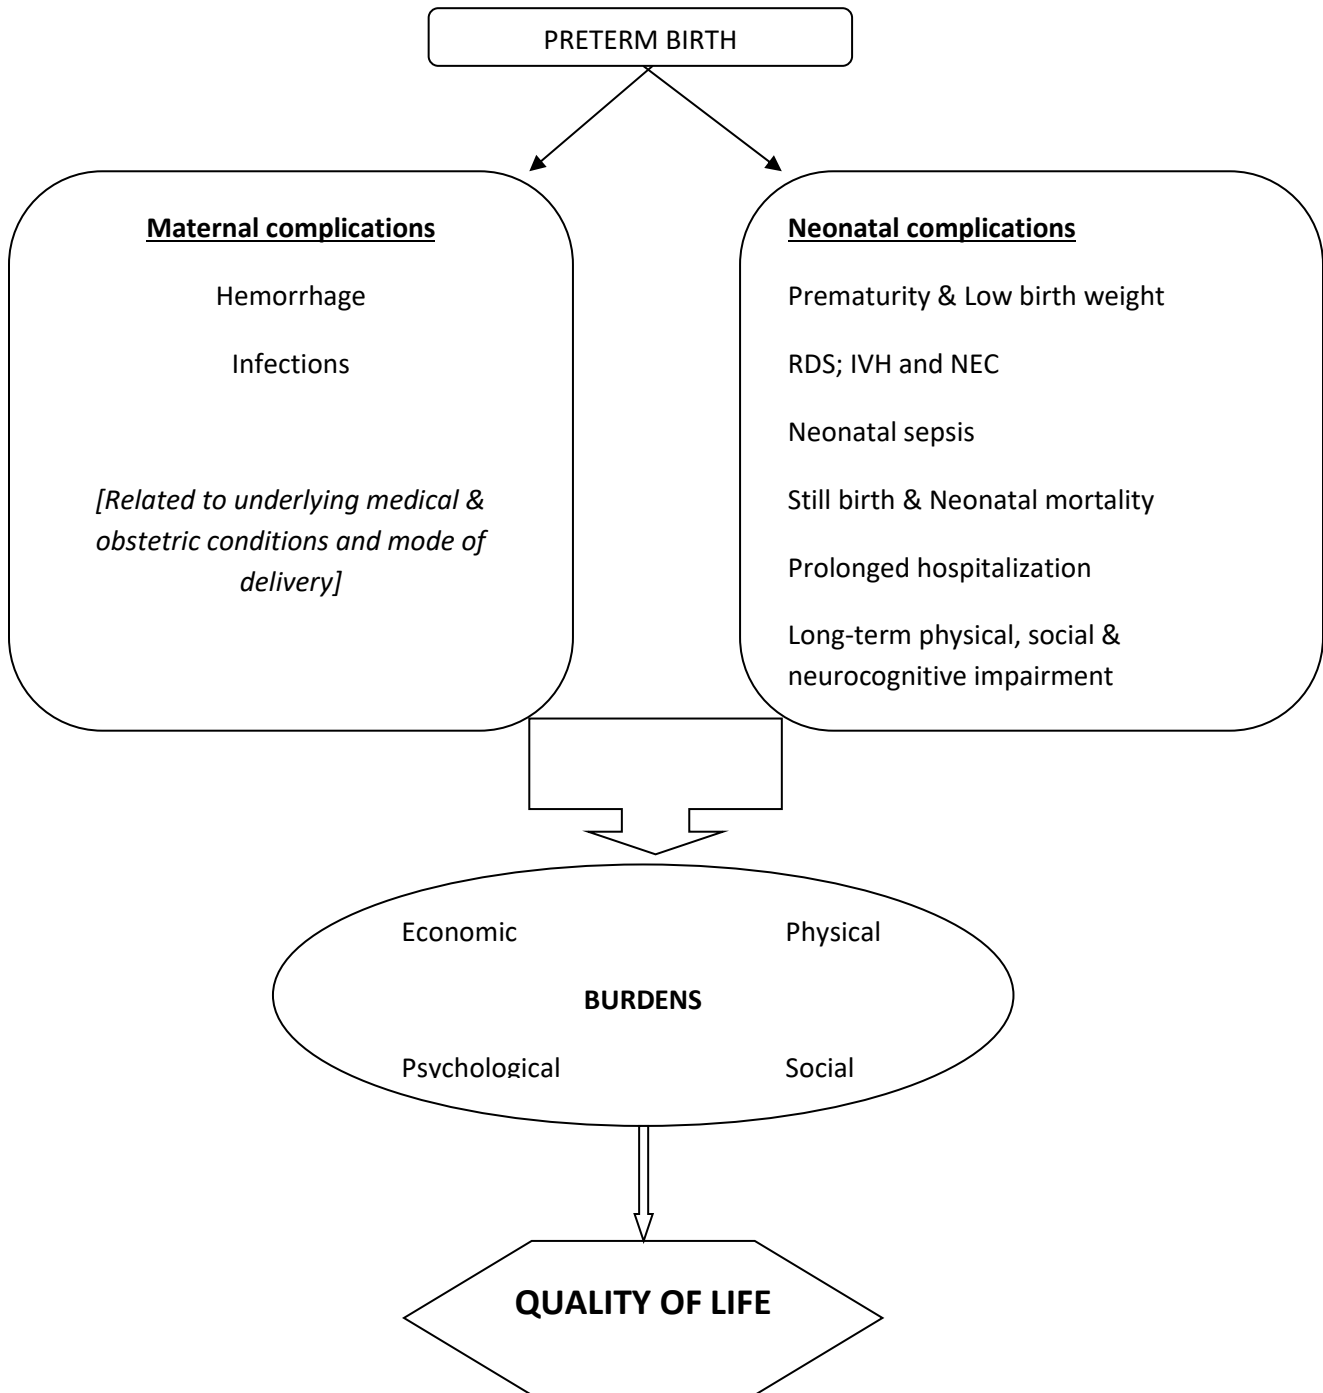 PRETERM BIRTH
Maternal complications
Hemorrhage
Infections
[Related to underlying medical &
obstetric conditions and mode of
delivery]
Neonatal complications
Prematurity & Low birth weight
RDS; IVH and NEC
Neonatal sepsis
Still birth & Neonatal mortality
Prolonged hospitalization
Long-term physical, social &
neurocognitive impairment
Economic Physical
BURDENS
Psychological Social
QUALITY OF LIFE